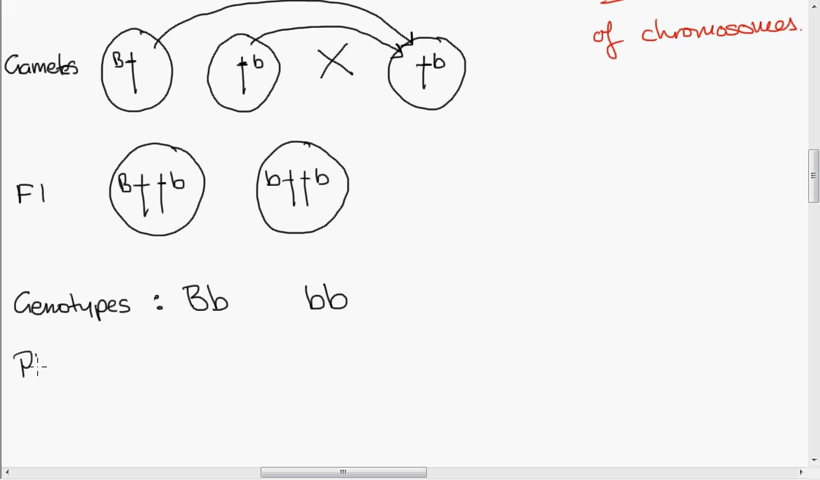 of chromosomes.
Gametes B b b
F1 B b b b
Genotypes : Bb bb
P